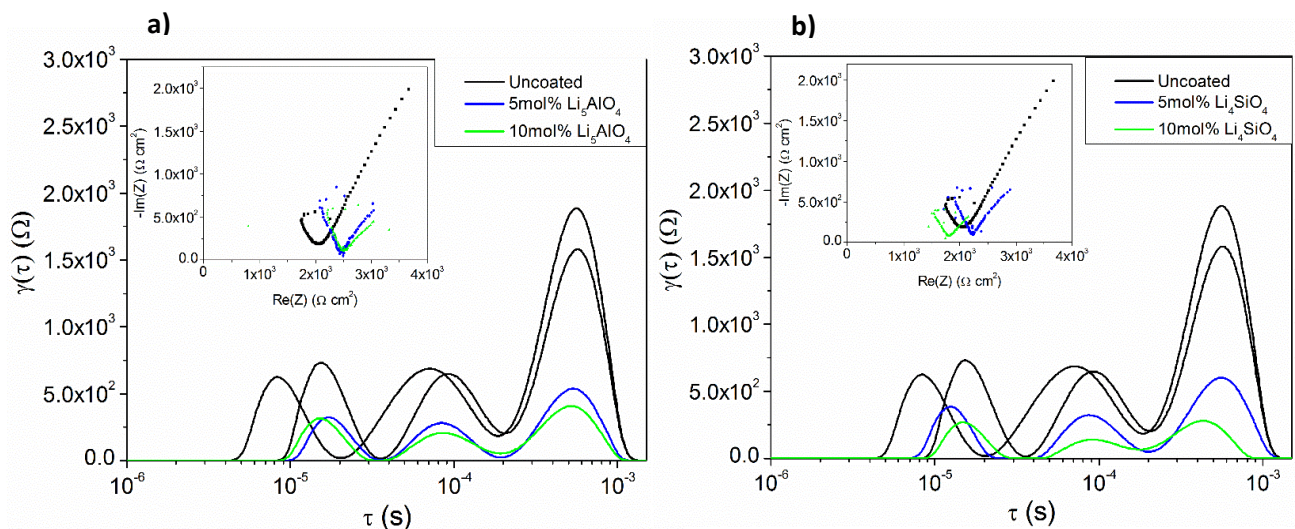 a)
3.0x10³
2.5x10³
2.0x10³
1.5x10³
1.0x10³
5.0x10²
0.0
γ(τ) (Ω)
10⁻⁶
10⁻⁵
10⁻⁴
10⁻³
τ (s)
Uncoated
5mol% Li₅AlO₄
10mol% Li₅AlO₄
2.0x10³
1.5x10³
1.0x10³
5.0x10²
0.0
-Im(Z) (Ω cm²)
0
1x10³
2x10³
3x10³
4x10³
Re(Z) (Ω cm²)
b)
3.0x10³
2.5x10³
2.0x10³
1.5x10³
1.0x10³
5.0x10²
0.0
γ(τ) (Ω)
10⁻⁶
10⁻⁵
10⁻⁴
10⁻³
τ (s)
Uncoated
5mol% Li₄SiO₄
10mol% Li₄SiO₄
2.0x10³
1.5x10³
1.0x10³
5.0x10²
0.0
-Im(Z) (Ω cm²)
0
1x10³
2x10³
3x10³
4x10³
Re(Z) (Ω cm²)